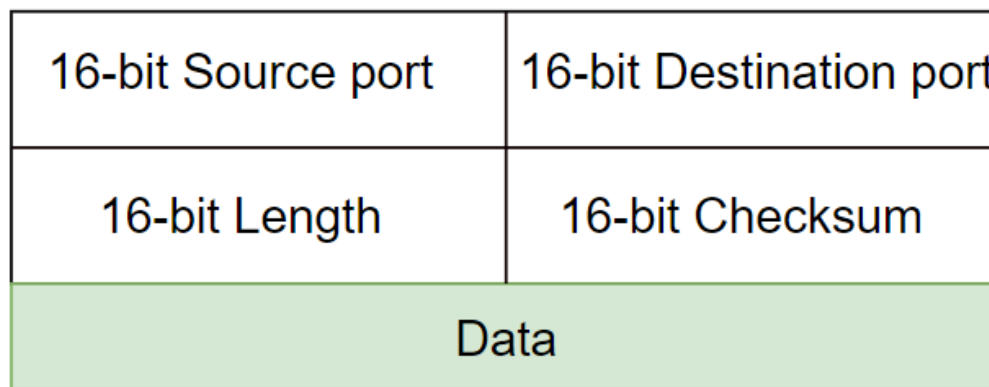 16-bit Source port
16-bit Destination port
16-bit Length
16-bit Checksum
Data